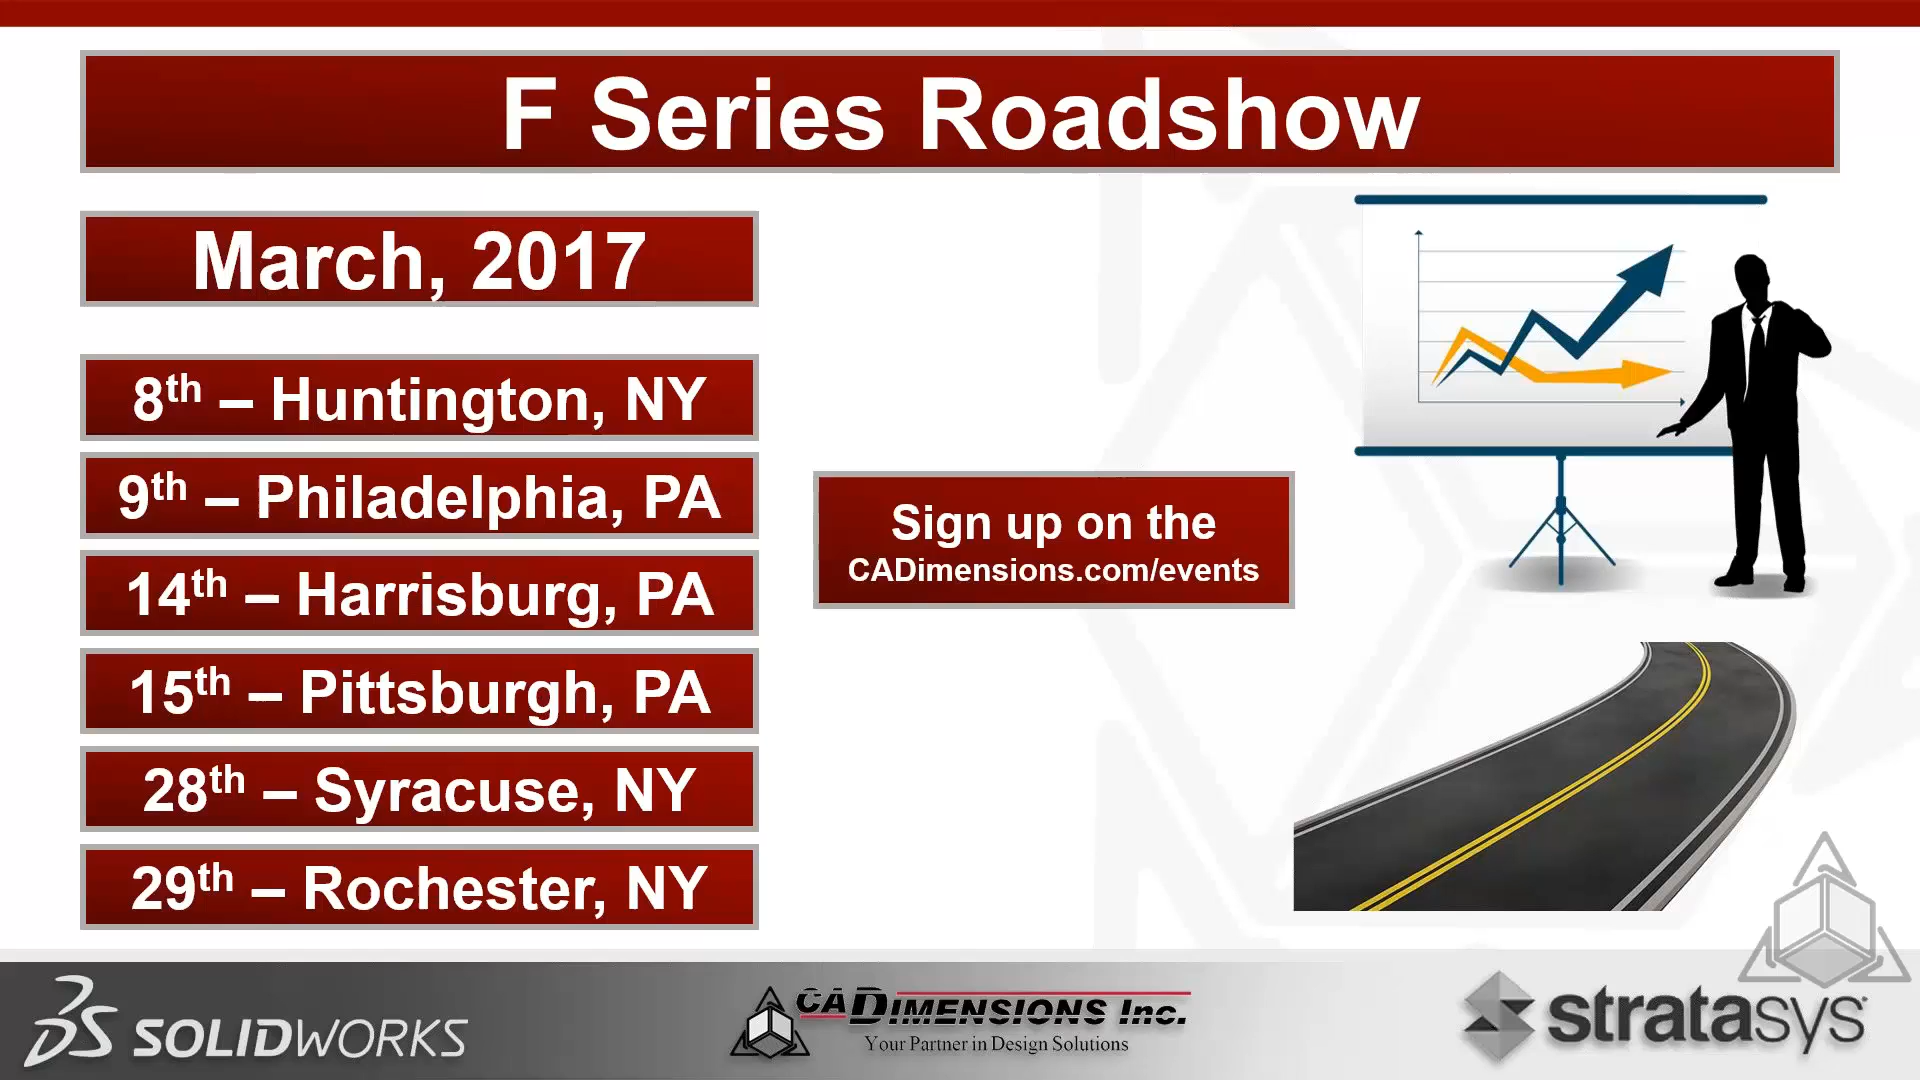 F Series Roadshow
March, 2017
8th – Huntington, NY
9th – Philadelphia, PA
14th – Harrisburg, PA
15th – Pittsburgh, PA
28th – Syracuse, NY
29th – Rochester, NY
Sign up on the
CADimensions.com/events
SOLIDWORKS
CADIMENSIONS Inc.
Your Partner in Design Solutions
stratasys